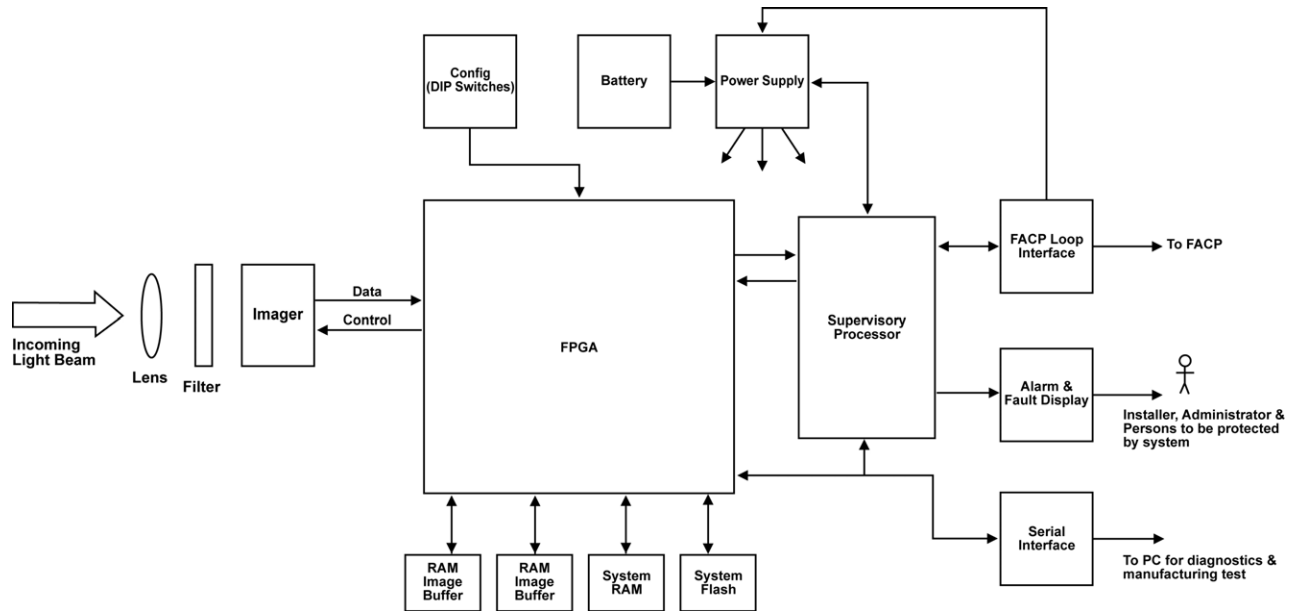 Config
(DIP Switches)
Battery
Power Supply
FACP Loop
Interface
To FACP
Data
Control
Imager
Incoming
Light Beam
Lens
Filter
FPGA
Supervisory
Processor
Alarm &
Fault Display
Installer, Administrator &
Persons to be protected
by system
Serial
Interface
To PC for diagnostics &
manufacturing test
RAM
Image
Buffer
RAM
Image
Buffer
System
RAM
System
Flash